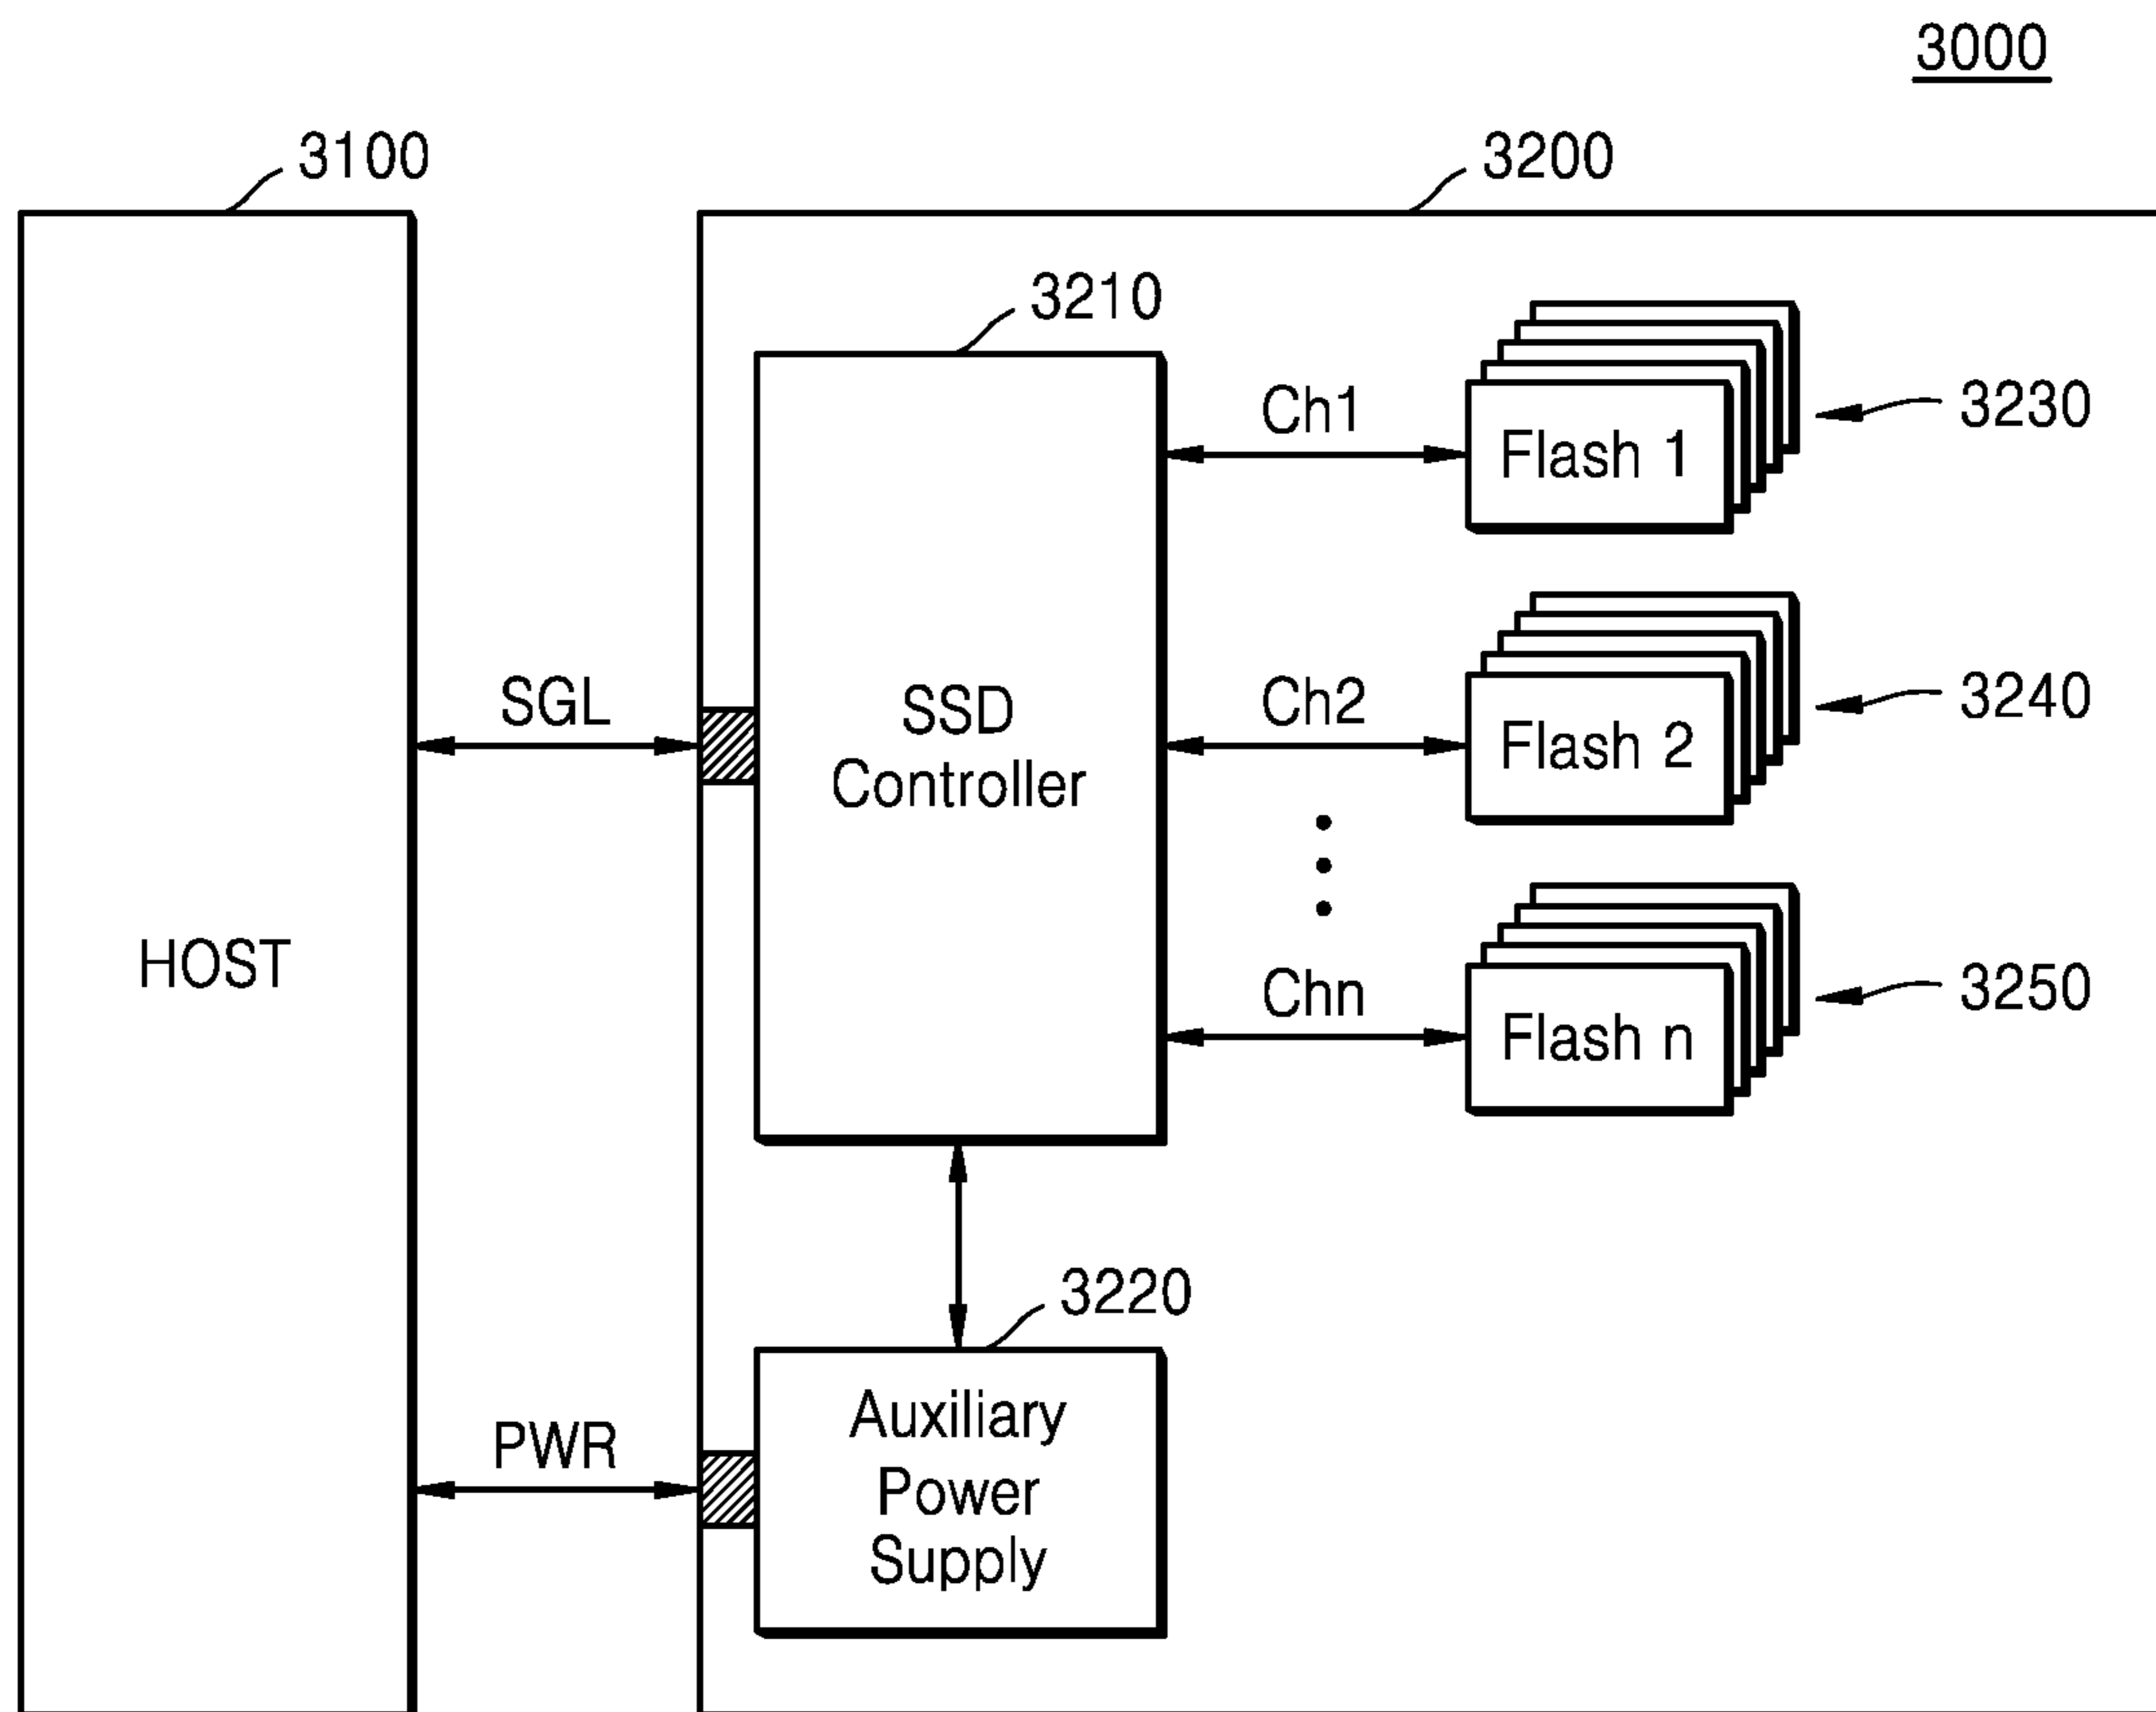 3000
3100
3200
3210
Ch1
Flash 1
3230
SGL
SSD
Controller
Ch2
Flash 2
3240
HOST
Chn
Flash n
3250
3220
PWR
Auxiliary
Power
Supply